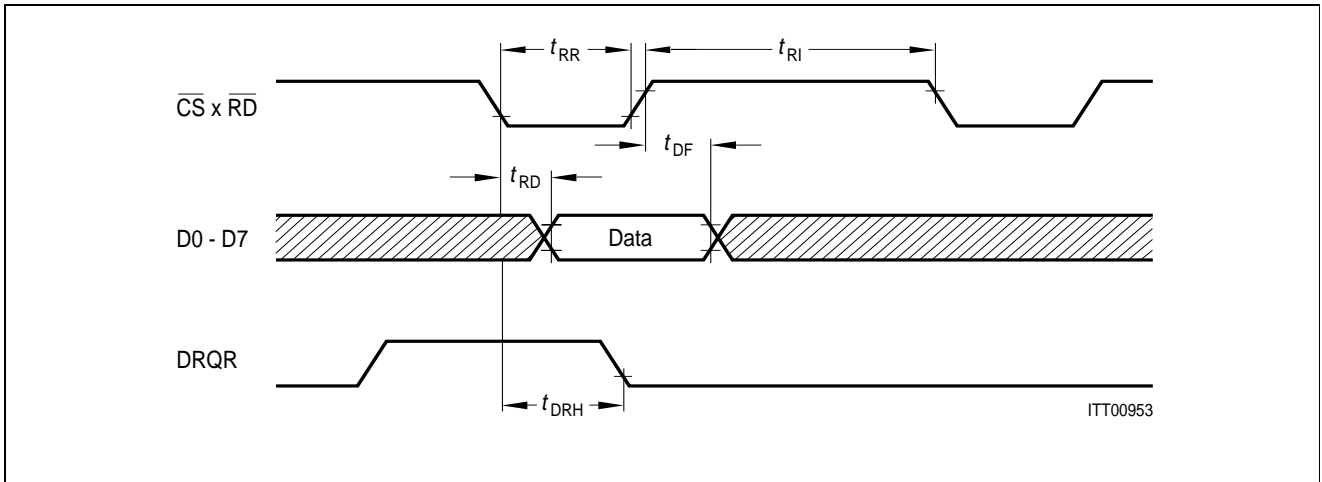 tRR
tRI
CS x RD
tDF
tRD
D0 - D7
Data
DRQR
tDRH
ITT00953